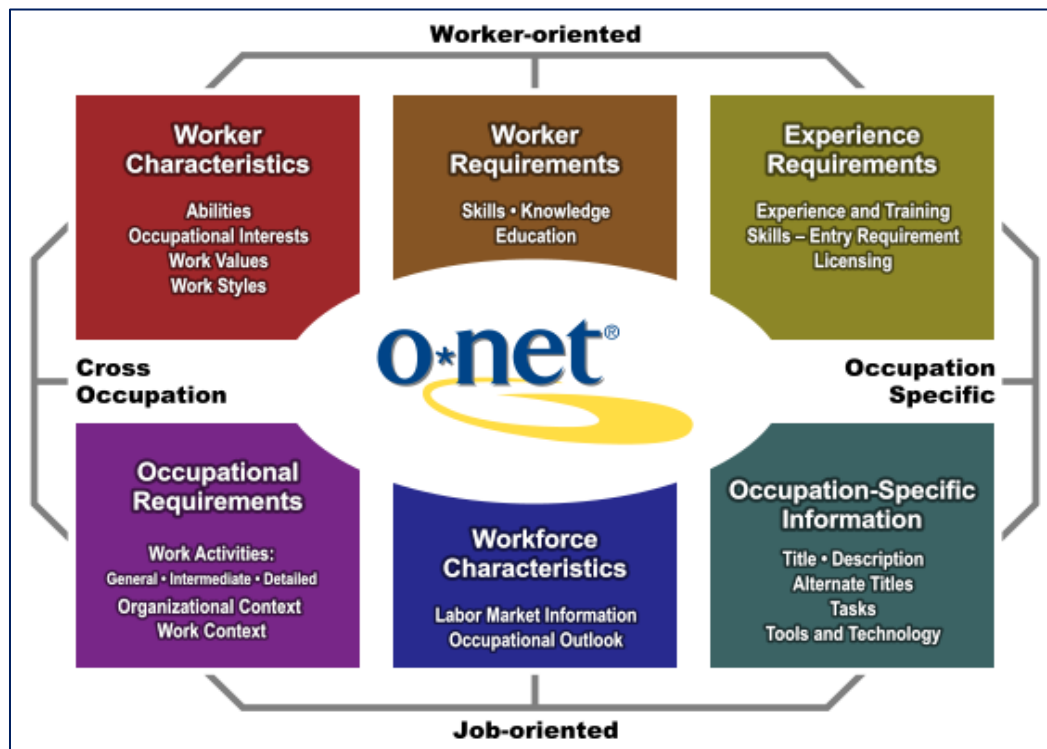 Worker-oriented
Worker
Characteristics
Abilities
Occupational Interests
Work Values
Work Styles
Worker
Requirements
Skills • Knowledge
Education
Experience
Requirements
Experience and Training
Skills – Entry Requirement
Licensing
Cross
Occupation
o*net®
Occupation
Specific
Occupational
Requirements
Work Activities:
General • Intermediate • Detailed
Organizational Context
Work Context
Workforce
Characteristics
Labor Market Information
Occupational Outlook
Occupation-Specific
Information
Title • Description
Alternate Titles
Tasks
Tools and Technology
Job-oriented